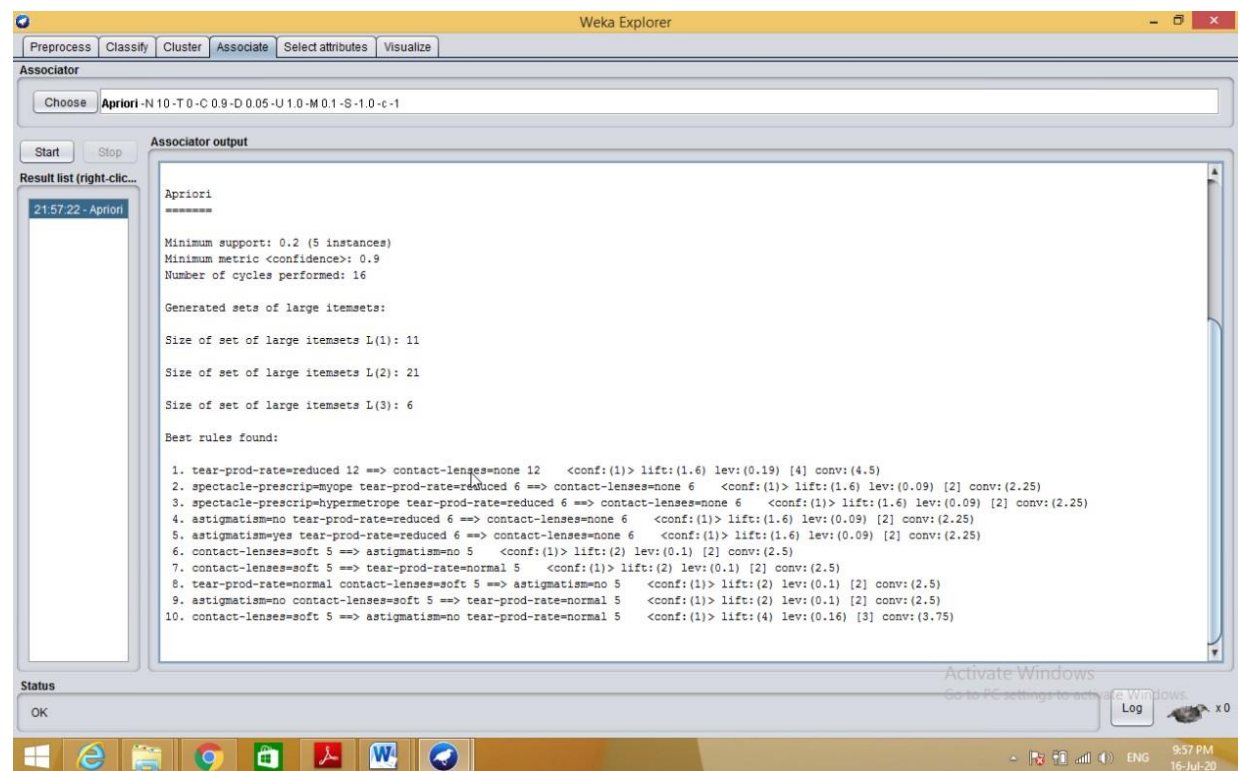 Weka Explorer
Preprocess Classify Cluster Associate Select attributes Visualize
Associator
Choose Apriori -N 10 -T 0 -C 0.9 -D 0.05 -U 1.0 -M 0.1 -S -1.0 -c -1
Start Stop
Associator output
Result list (right-clic...
21:57:22 - Apriori
Apriori
=======
Minimum support: 0.2 (5 instances)
Minimum metric <confidence>: 0.9
Number of cycles performed: 16
Generated sets of large itemsets:
Size of set of large itemsets L(1): 11
Size of set of large itemsets L(2): 21
Size of set of large itemsets L(3): 6
Best rules found:
1. tear-prod-rate=reduced 12 ==> contact-lenses=none 12 <conf:(1)> lift:(1.6) lev:(0.19) [4] conv:(4.5)
2. spectacle-prescrip=myope tear-prod-rate=reduced 6 ==> contact-lenses=none 6 <conf:(1)> lift:(1.6) lev:(0.09) [2] conv:(2.25)
3. spectacle-prescrip=hypermetrope tear-prod-rate=reduced 6 ==> contact-lenses=none 6 <conf:(1)> lift:(1.6) lev:(0.09) [2] conv:(2.25)
4. astigmatism=no tear-prod-rate=reduced 6 ==> contact-lenses=none 6 <conf:(1)> lift:(1.6) lev:(0.09) [2] conv:(2.25)
5. astigmatism=yes tear-prod-rate=reduced 6 ==> contact-lenses=none 6 <conf:(1)> lift:(1.6) lev:(0.09) [2] conv:(2.25)
6. contact-lenses=soft 5 ==> astigmatism=no 5 <conf:(1)> lift:(2) lev:(0.1) [2] conv:(2.5)
7. contact-lenses=soft 5 ==> tear-prod-rate=normal 5 <conf:(1)> lift:(2) lev:(0.1) [2] conv:(2.5)
8. tear-prod-rate=normal contact-lenses=soft 5 ==> astigmatism=no 5 <conf:(1)> lift:(2) lev:(0.1) [2] conv:(2.5)
9. astigmatism=no contact-lenses=soft 5 ==> tear-prod-rate=normal 5 <conf:(1)> lift:(2) lev:(0.1) [2] conv:(2.5)
10. contact-lenses=soft 5 ==> astigmatism=no tear-prod-rate=normal 5 <conf:(1)> lift:(4) lev:(0.16) [3] conv:(3.75)
Activate Windows
Go to PC settings to activate Windows.
Status
OK
Log
x 0
ENG
9:57 PM
16-Jul-20